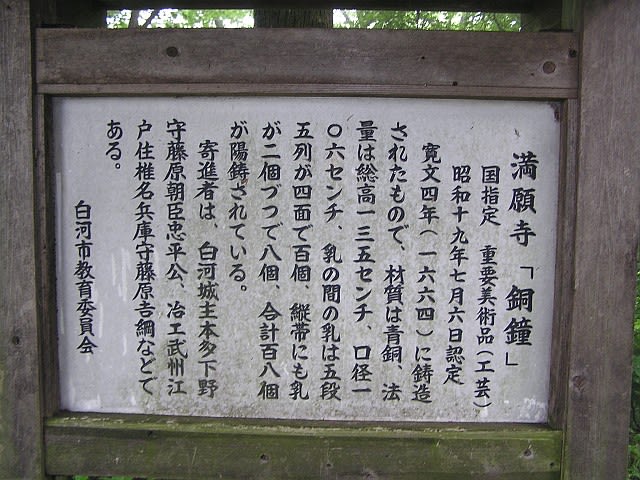 満願寺「銅鐘」
国指定　重要美術品（工芸）
昭和十九年七月六日認定
寛文四年（一六六四）に鋳造
されたもので、材質は青銅、法
量は総高一三五センチ、口径一
〇六センチ、乳の間の乳は五段
五列が四面で百個、縦帯にも乳
が二個づつで八個、合計百八個
が陽鋳されている。
寄進者は、白河城主本多下野
守藤原朝臣忠平公、冶工武州江
戸住椎名兵庫守藤原吉綱などで
ある。
白河市教育委員会